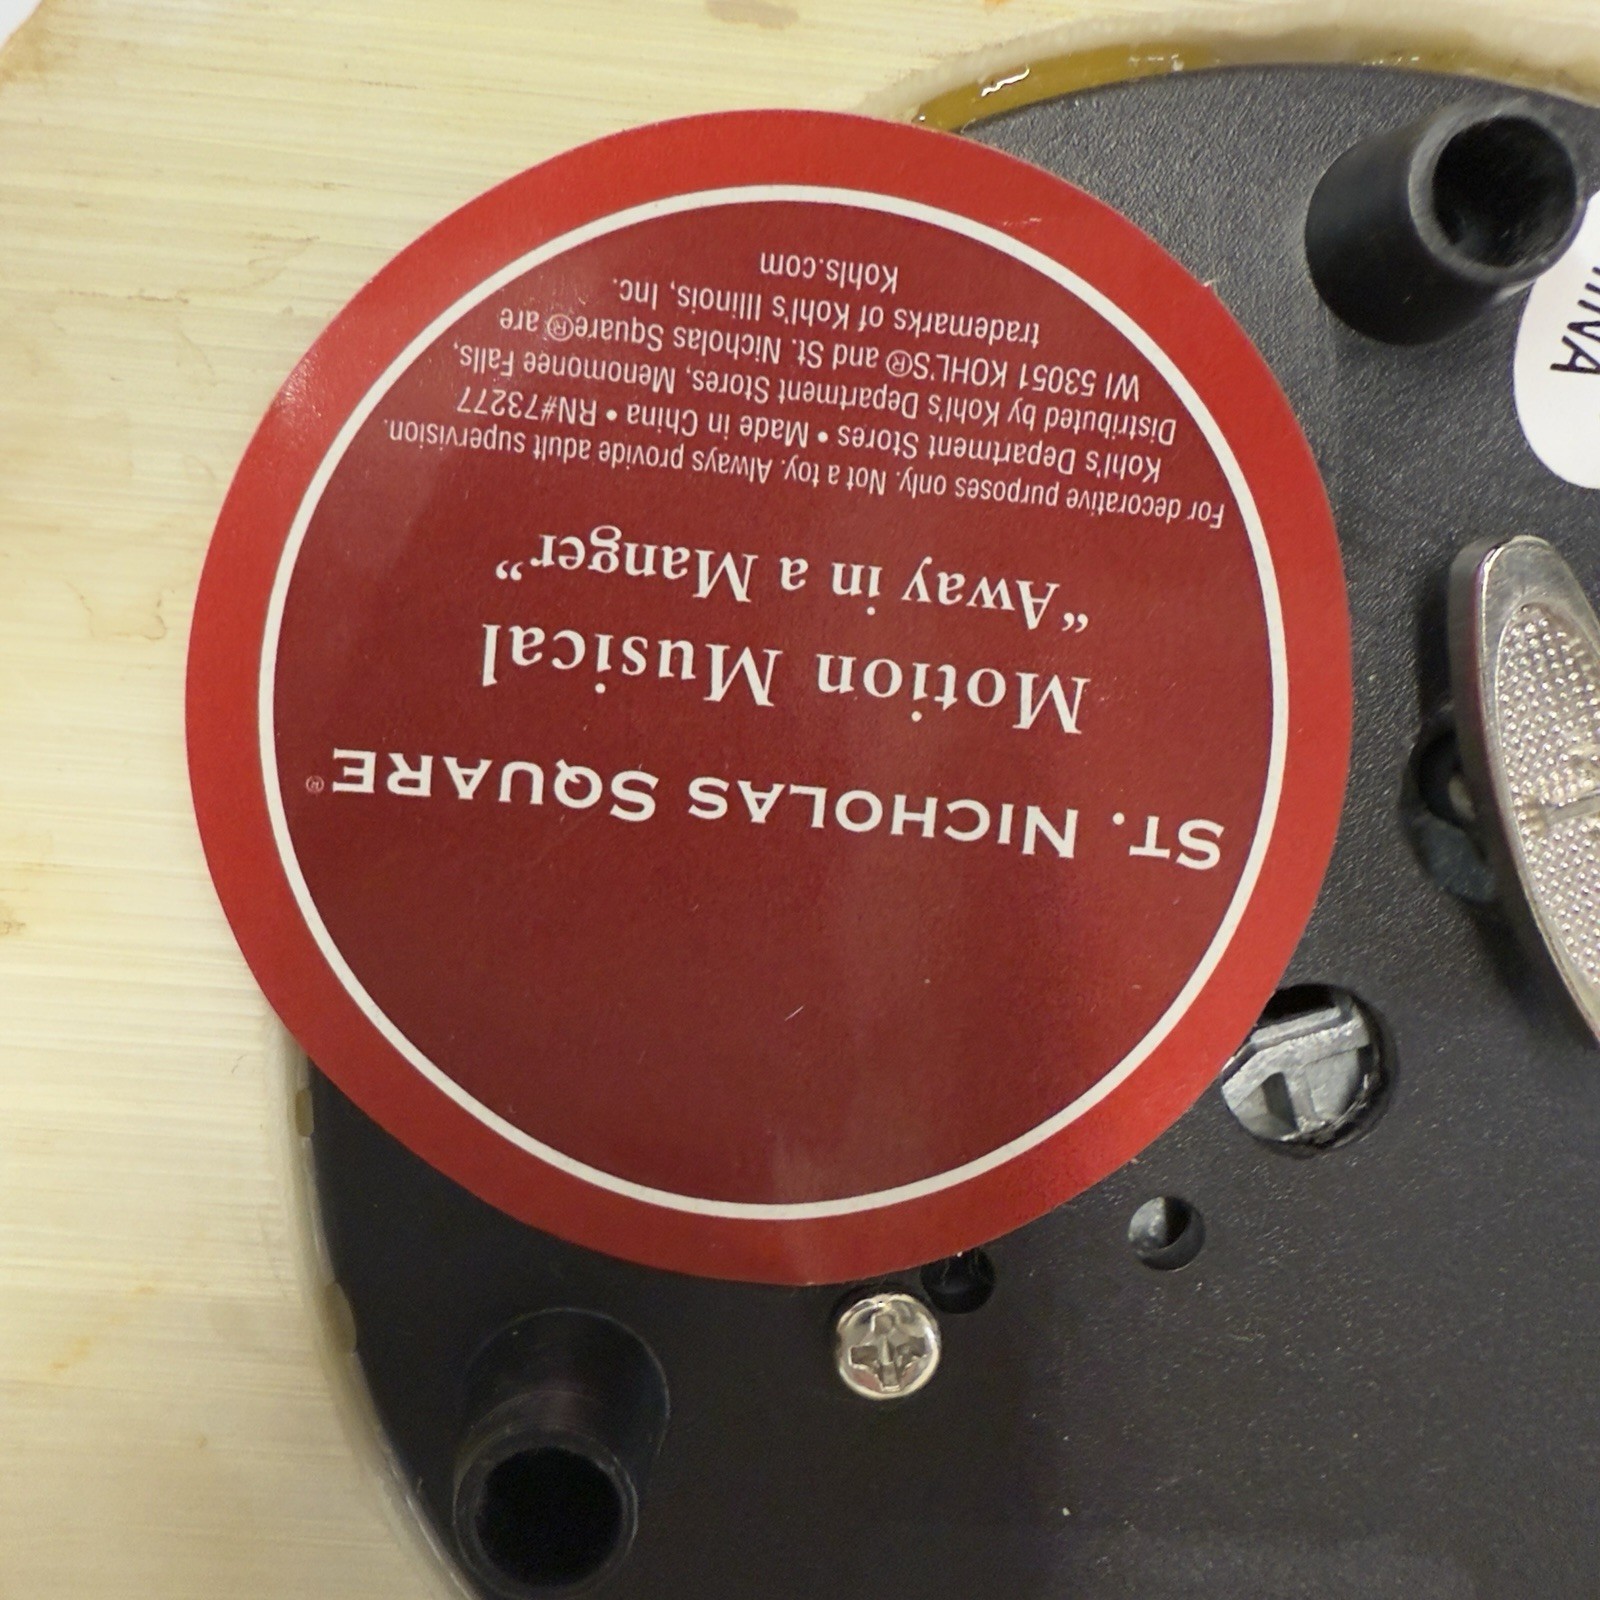 ST. NICHOLAS SQUARE®
Motion Musical
“Away in a Manger”
For decorative purposes only. Not a toy. Always provide adult supervision.
Kohl's Department Stores • Made in China • RN#73277
Distributed by Kohl's Department Stores, Menomonee Falls,
WI 53051 KOHL'S® and St. Nicholas Square® are
trademarks of Kohl's Illinois, Inc.
Kohls.com